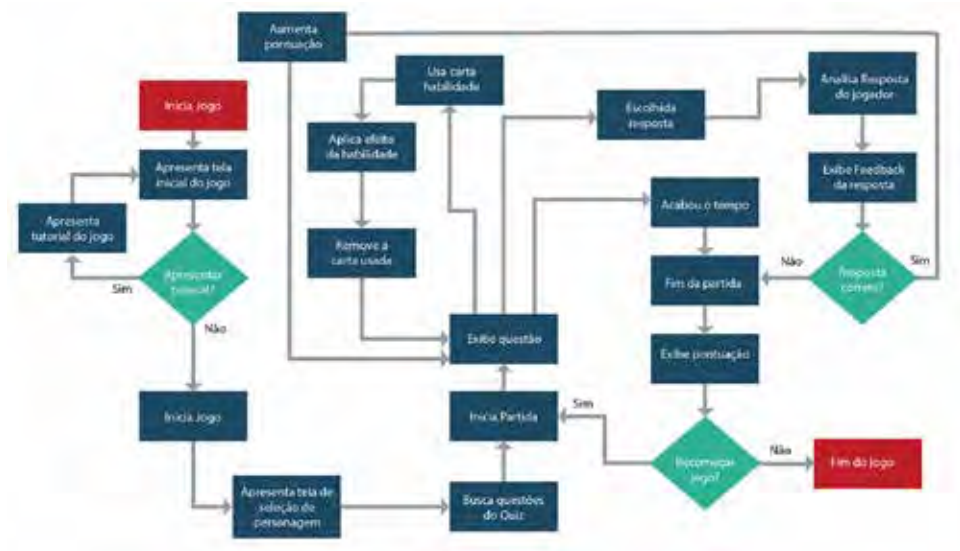 Aumenta
pontuação
Usa carta
habilidade
Inicia Jogo
Escolhida
resposta
Analisa Resposta
do jogador
Aplica efeito
da habilidade
Apresenta tela
inicial do jogo
Exibe Feedback
da resposta
Apresenta
tutorial do jogo
Acabou o tempo
Remove a
carta usada
Apresentar
tutorial?
Sim
Não
Fim da partida
Não
Resposta
correta?
Sim
Exibe questão
Exibe pontuação
Inicia Jogo
Inicia Partida
Sim
Recomeçar
jogo?
Não
Fim do Jogo
Apresenta tela de
seleção de
personagem
Busca questões
do Quiz